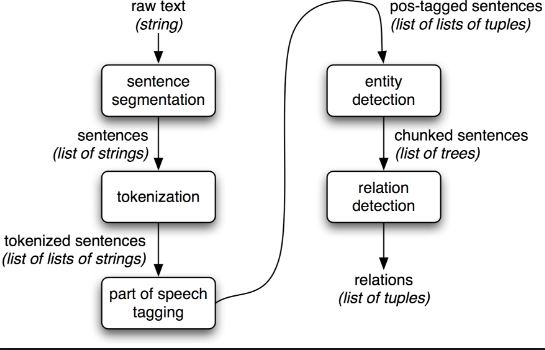 raw text
(string)
sentence
segmentation
sentences
(list of strings)
tokenization
tokenized sentences
(list of lists of strings)
part of speech
tagging
pos-tagged sentences
(list of lists of tuples)
entity
detection
chunked sentences
(list of trees)
relation
detection
relations
(list of tuples)